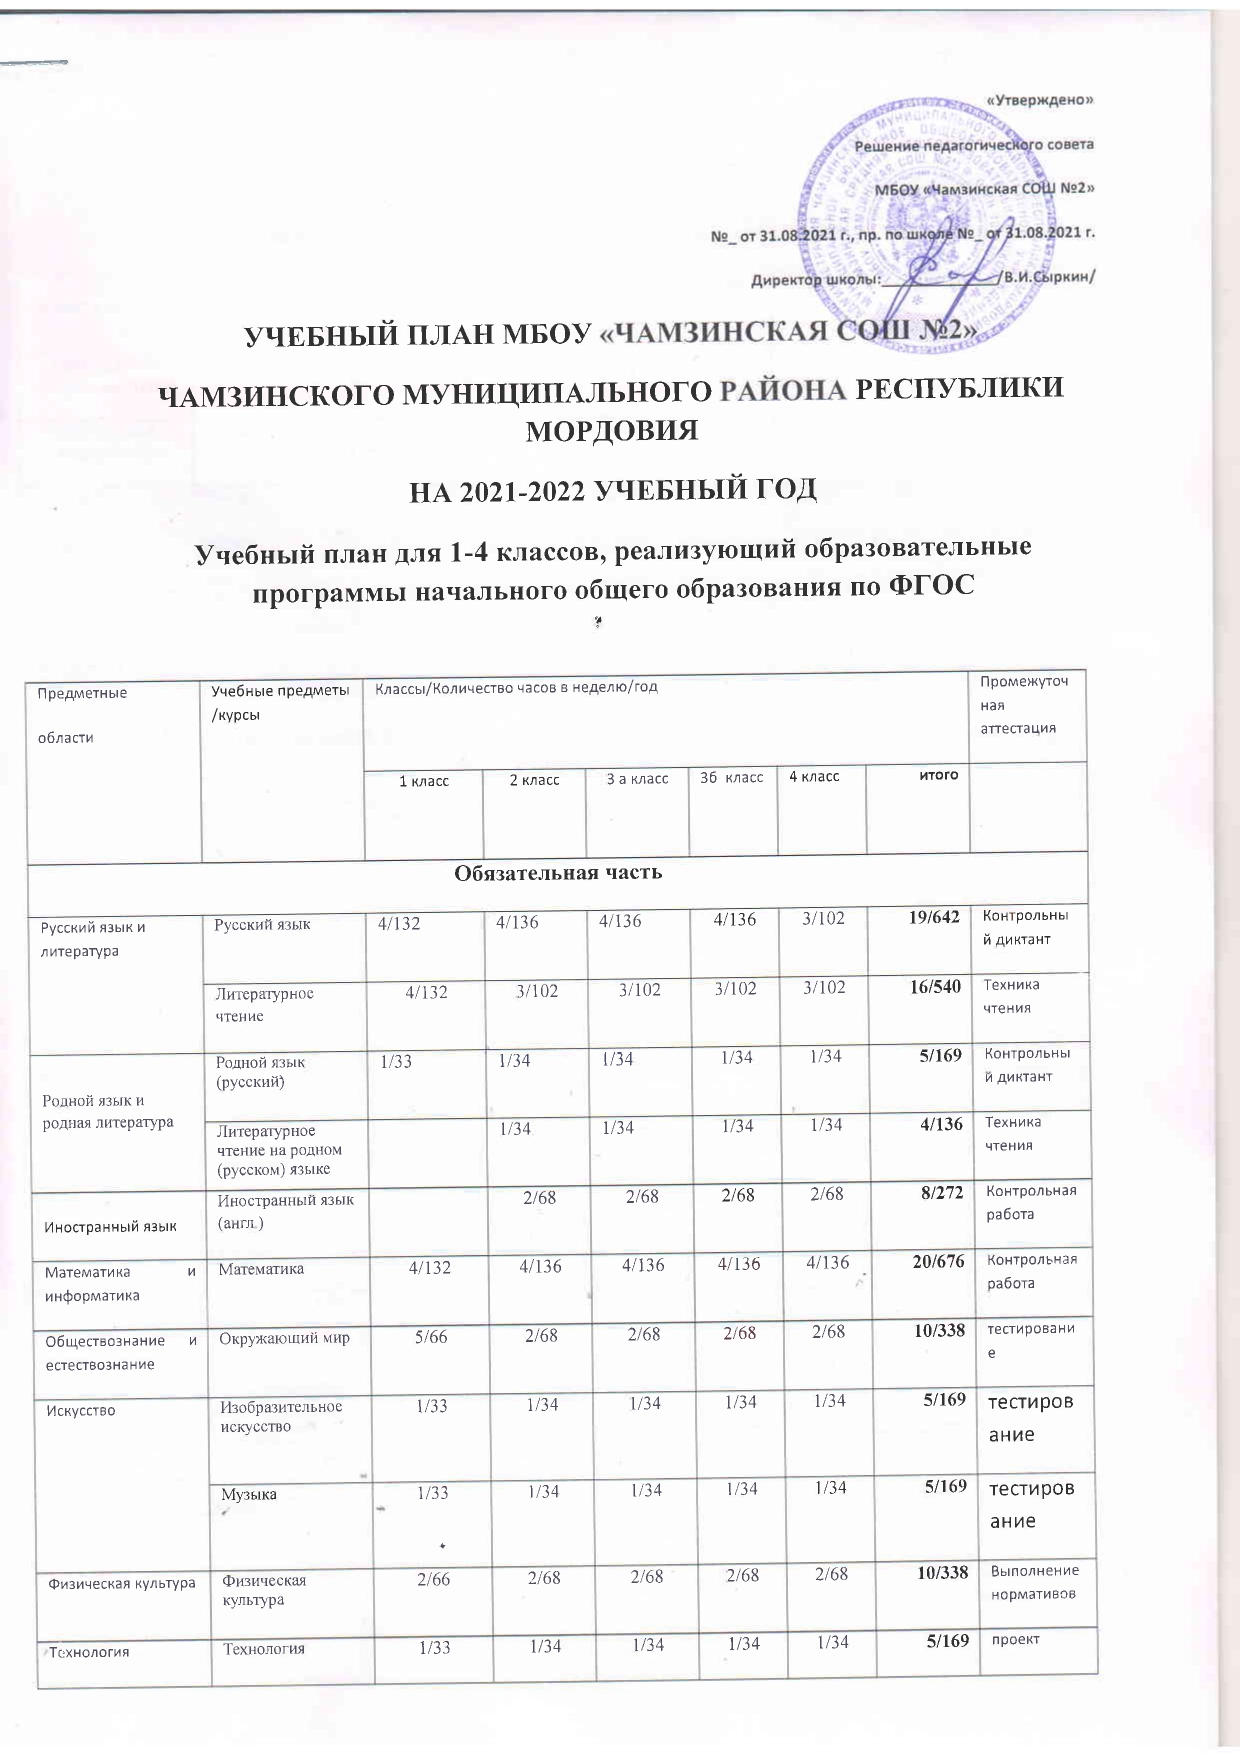 «Утверждено»
Решение педагогического совета
МБОУ «Чамзинская СОШ №2»
№_ от 31.08.2021 г., пр. по школе №_ от 31.08.2021 г.
Директор школы:______________/В.И.Сыркин/
УЧЕБНЫЙ ПЛАН МБОУ «ЧАМЗИНСКАЯ СОШ №2»
ЧАМЗИНСКОГО МУНИЦИПАЛЬНОГО РАЙОНА РЕСПУБЛИКИ
МОРДОВИЯ
НА 2021-2022 УЧЕБНЫЙ ГОД
Учебный план для 1-4 классов, реализующий образовательные
программы начального общего образования по ФГОС
Предметные
области
Учебные предметы
/курсы
Классы/Количество часов в неделю/год
Промежуточ
ная
аттестация
1 класс 2 класс 3 а класс 3б класс 4 класс итого
Обязательная часть
Русский язык и
литература
Русский язык 4/132 4/136 4/136 4/136 3/102 19/642 Контрольны
й диктант
Литературное
чтение
4/132 3/102 3/102 3/102 3/102 16/540 Техника
чтения
Родной язык и
родная литература
Родной язык
(русский)
1/33 1/34 1/34 1/34 1/34 5/169 Контрольны
й диктант
Литературное
чтение на родном
(русском) языке
1/34 1/34 1/34 1/34 4/136 Техника
чтения
Иностранный язык
Иностранный язык
(англ.)
2/68 2/68 2/68 2/68 8/272 Контрольная
работа
Математика и
информатика
Математика 4/132 4/136 4/136 4/136 4/136 20/676 Контрольная
работа
Обществознание и
естествознание
Окружающий мир 5/66 2/68 2/68 2/68 2/68 10/338 тестировани
е
Искусство
Изобразительное
искусство
1/33 1/34 1/34 1/34 1/34 5/169 тестиров
ание
Музыка 1/33 1/34 1/34 1/34 1/34 5/169 тестиров
ание
Физическая культура
Физическая
культура
2/66 2/68 2/68 2/68 2/68 10/338 Выполнение
нормативов
Технология Технология 1/33 1/34 1/34 1/34 1/34 5/169 проект